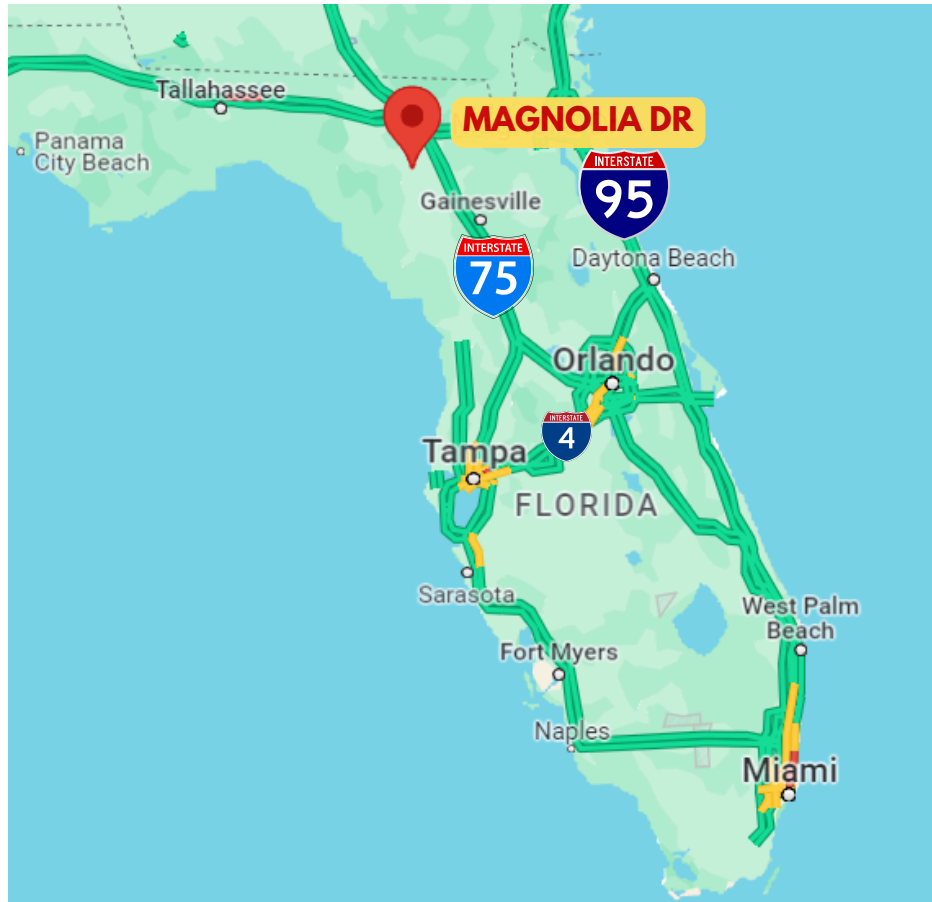 Tallahassee
MAGNOLIA DR
Panama
City Beach
INTERSTATE
95
Gainesville
INTERSTATE
75
Daytona Beach
Orlando
INTERSTATE
4
Tampa
FLORIDA
Sarasota
West Palm
Beach
Fort Myers
Naples
Miami